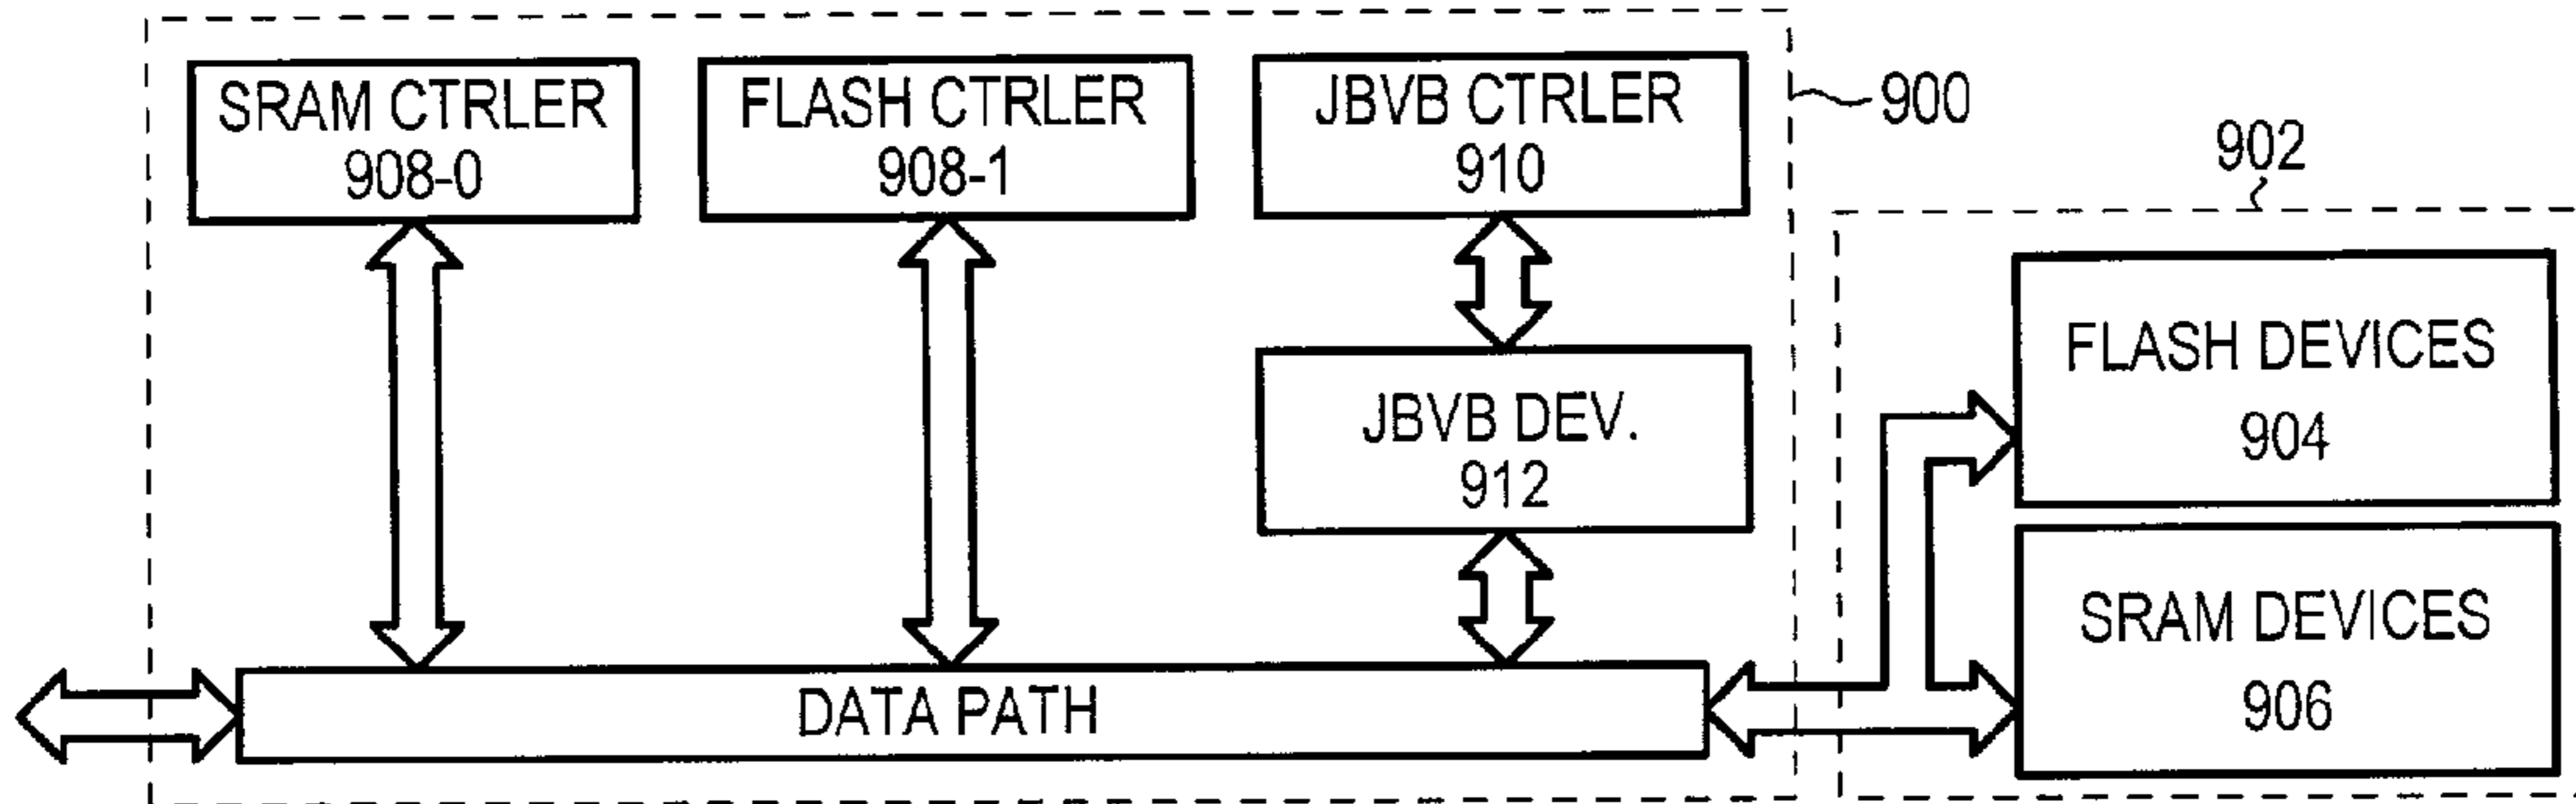 SRAM CTRLER
908-0
FLASH CTRLER
908-1
JBVB CTRLER
910
900
902
JBVB DEV.
912
FLASH DEVICES
904
SRAM DEVICES
906
DATA PATH